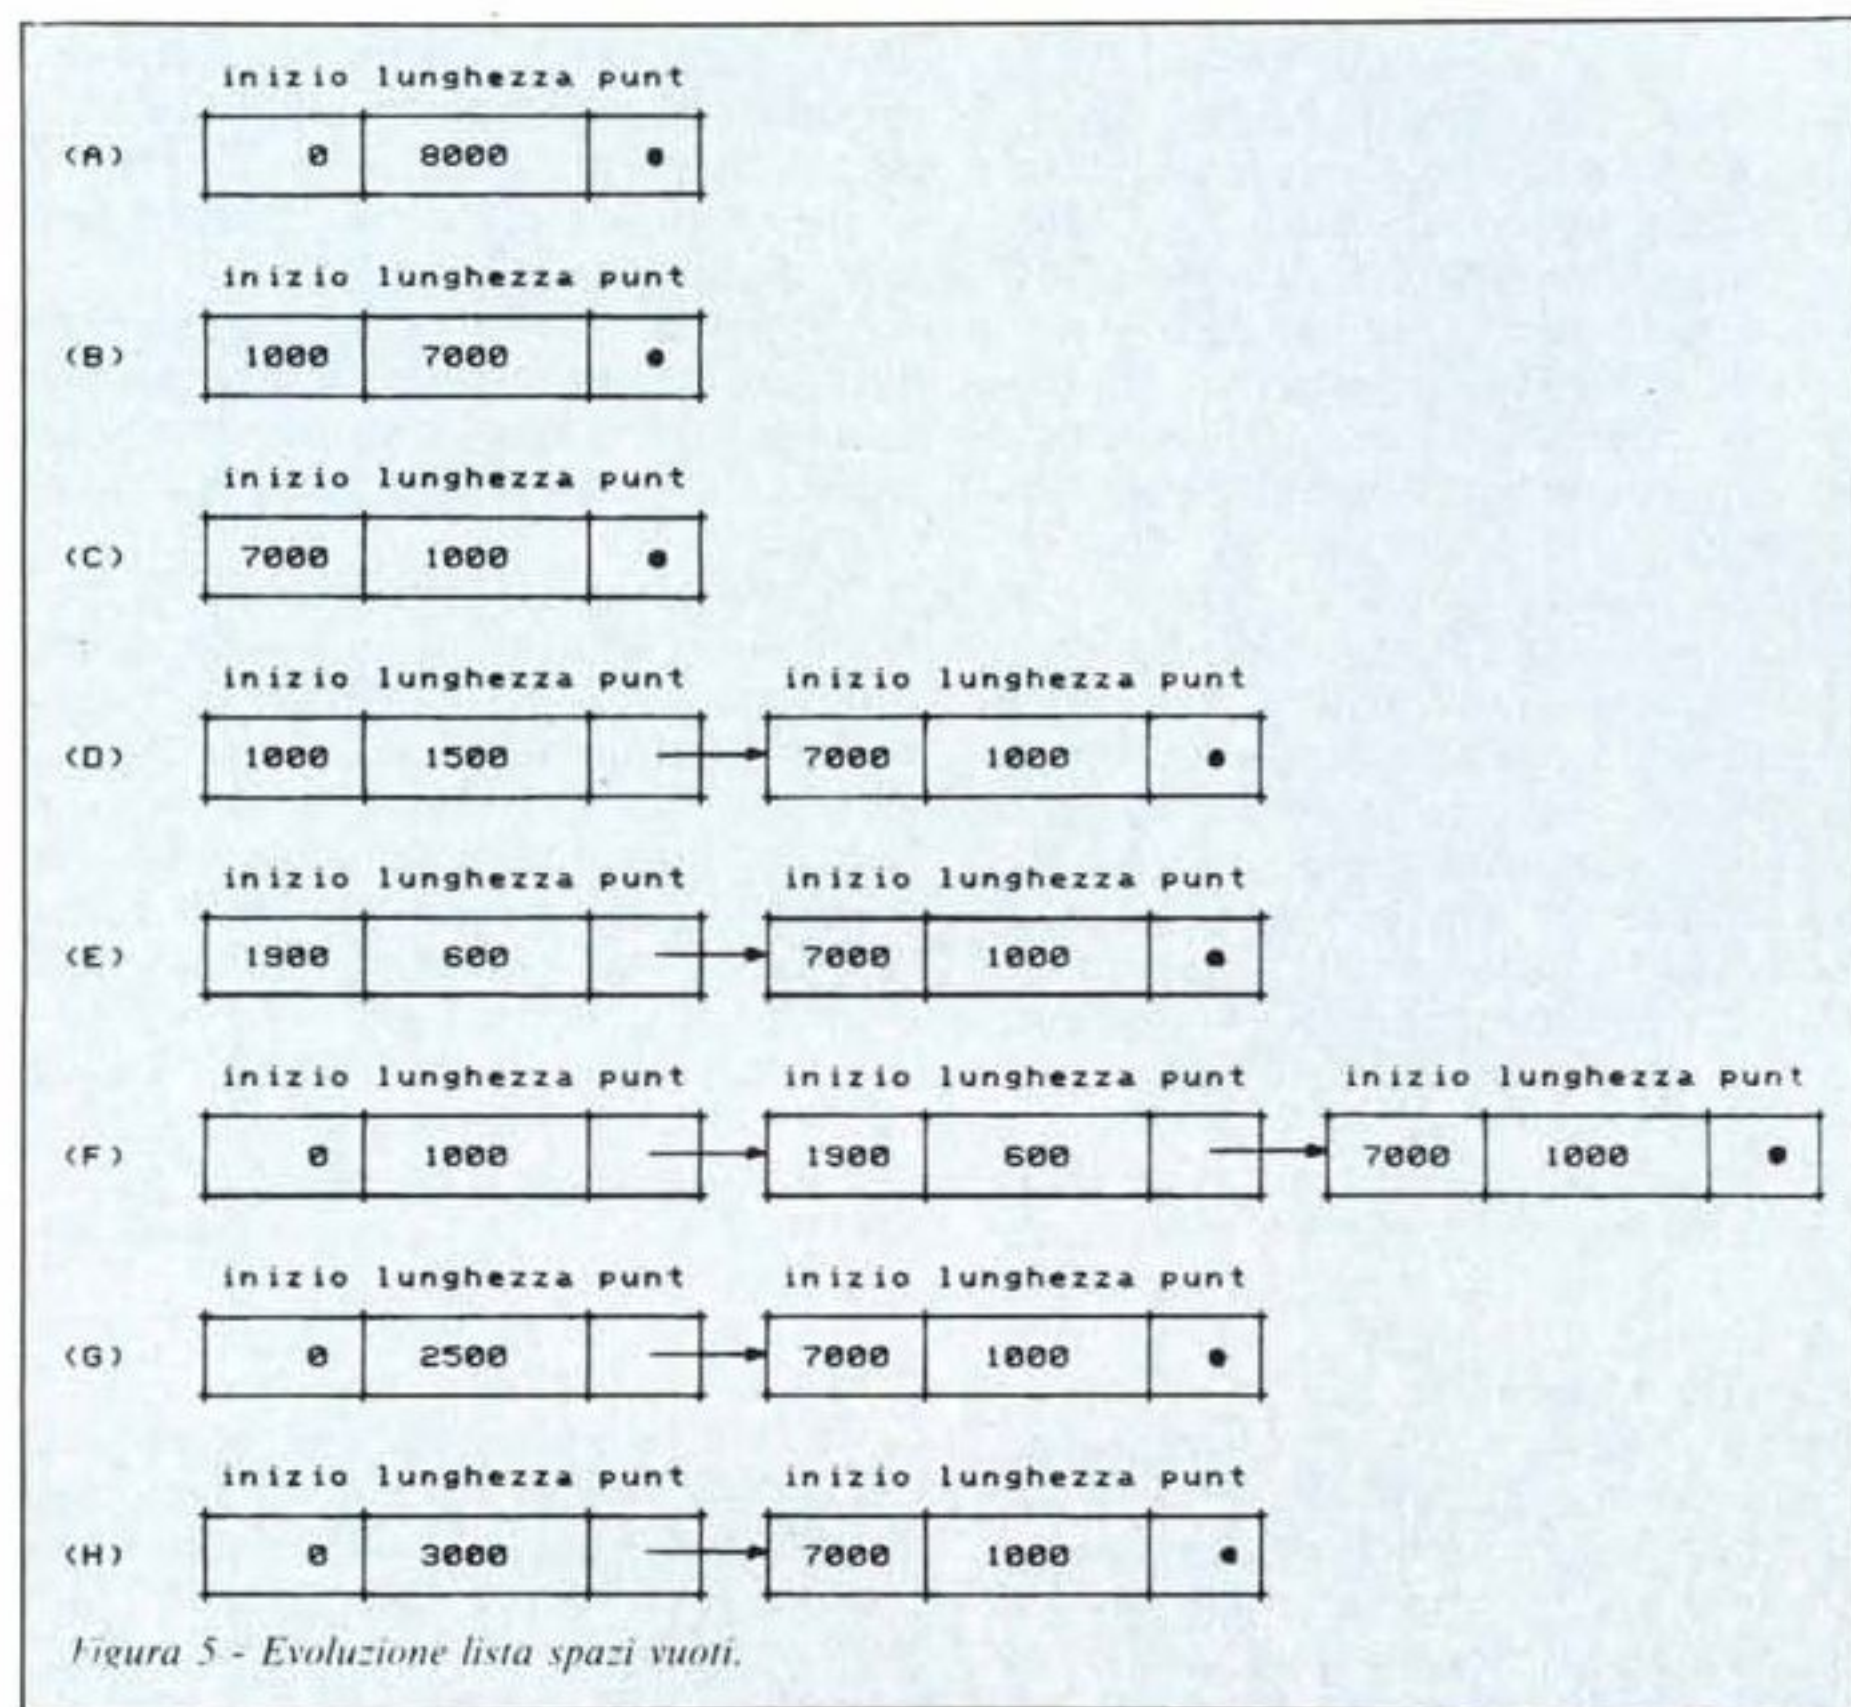 inizio lunghezza punt
(A) 0 8000
inizio lunghezza punt
(B) 1000 7000
inizio lunghezza punt
(C) 7000 1000
inizio lunghezza punt inizio lunghezza punt
(D) 1000 1500 7000 1000
inizio lunghezza punt inizio lunghezza punt
(E) 1900 600 7000 1000
inizio lunghezza punt inizio lunghezza punt inizio lunghezza punt
(F) 0 1000 1900 600 7000 1000
inizio lunghezza punt inizio lunghezza punt
(G) 0 2500 7000 1000
inizio lunghezza punt inizio lunghezza punt
(H) 0 3000 7000 1000
Figura 5 - Evoluzione lista spazi vuoti.